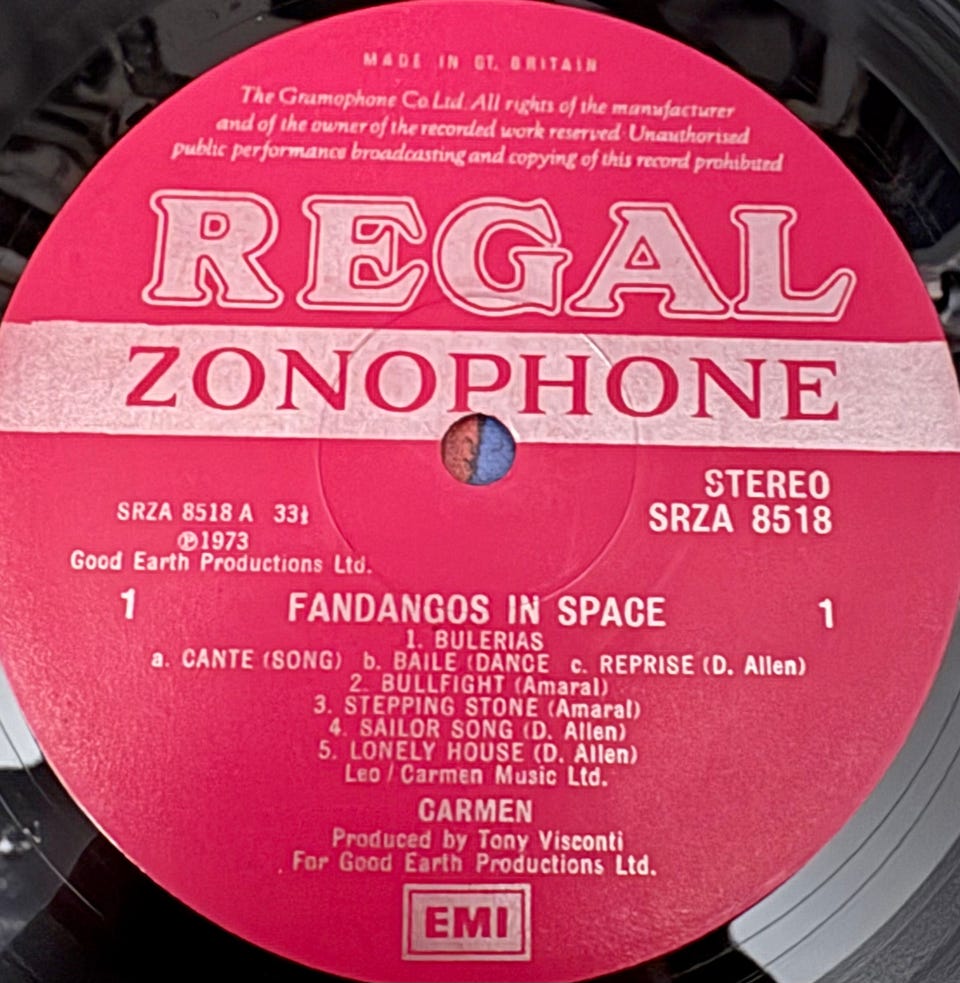 MADE IN GT. BRITAIN
The Gramophone Co Ltd. All rights of the manufacturer
and of the owner of the recorded work reserved Unauthorised
public performance broadcasting and copying of this record prohibited
REGAL
ZONOPHONE
STEREO
SRZA 8518
SRZA 8518 A 33⅓
℗1973
Good Earth Productions Ltd.
1 FANDANGOS IN SPACE 1
1. BULERIAS
a. CANTE (SONG) b. BAILE (DANCE c. REPRISE (D. Allen)
2. BULLFIGHT (Amaral)
3. STEPPING STONE (Amaral)
4. SAILOR SONG (D. Allen)
5. LONELY HOUSE (D. Allen)
Leo / Carmen Music Ltd.
CARMEN
Produced by Tony Visconti
For Good Earth Productions Ltd.
EMI